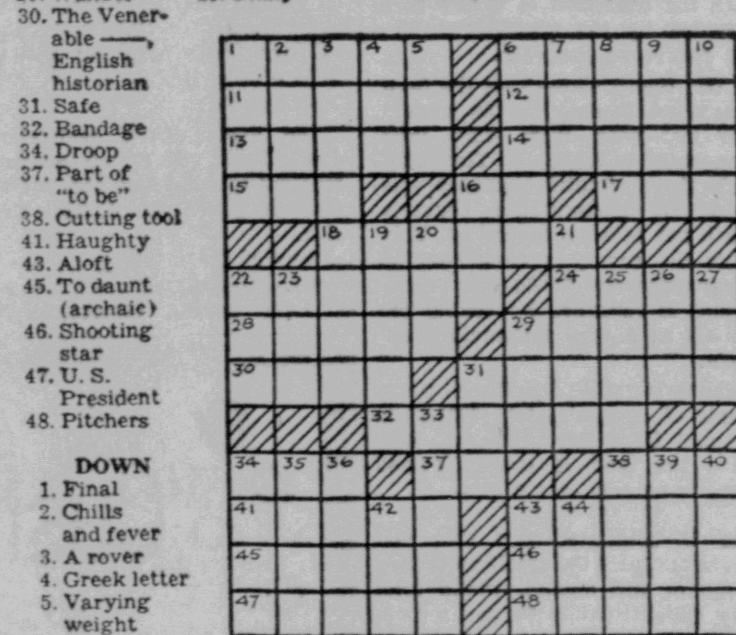 30. The Vener-
able ——,
English
historian
31. Safe
32. Bandage
34. Droop
37. Part of
"to be"
38. Cutting tool
41. Haughty
43. Aloft
45. To daunt
(archaic)
46. Shooting
star
47. U. S.
President
48. Pitchers
DOWN
1. Final
2. Chills
and fever
3. A rover
4. Greek letter
5. Varying
weight
1 2 3 4 5 6 7 8 9 10
11 12
13 14
15 16 17
18 19 20 21
22 23 24 25 26 27
28 29
30 31
32 33
34 35 36 37 38 39 40
41 42 43 44
45 46
47 48